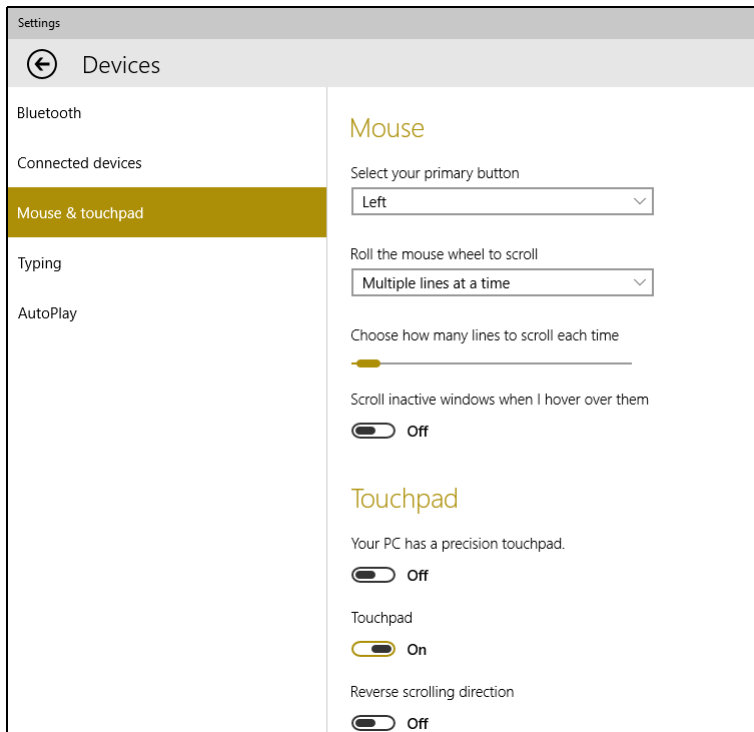 Settings
Devices
Bluetooth
Connected devices
Mouse & touchpad
Typing
AutoPlay
Mouse
Select your primary button
Left
Roll the mouse wheel to scroll
Multiple lines at a time
Choose how many lines to scroll each time
Scroll inactive windows when I hover over them
Off
Touchpad
Your PC has a precision touchpad.
Off
Touchpad
On
Reverse scrolling direction
Off